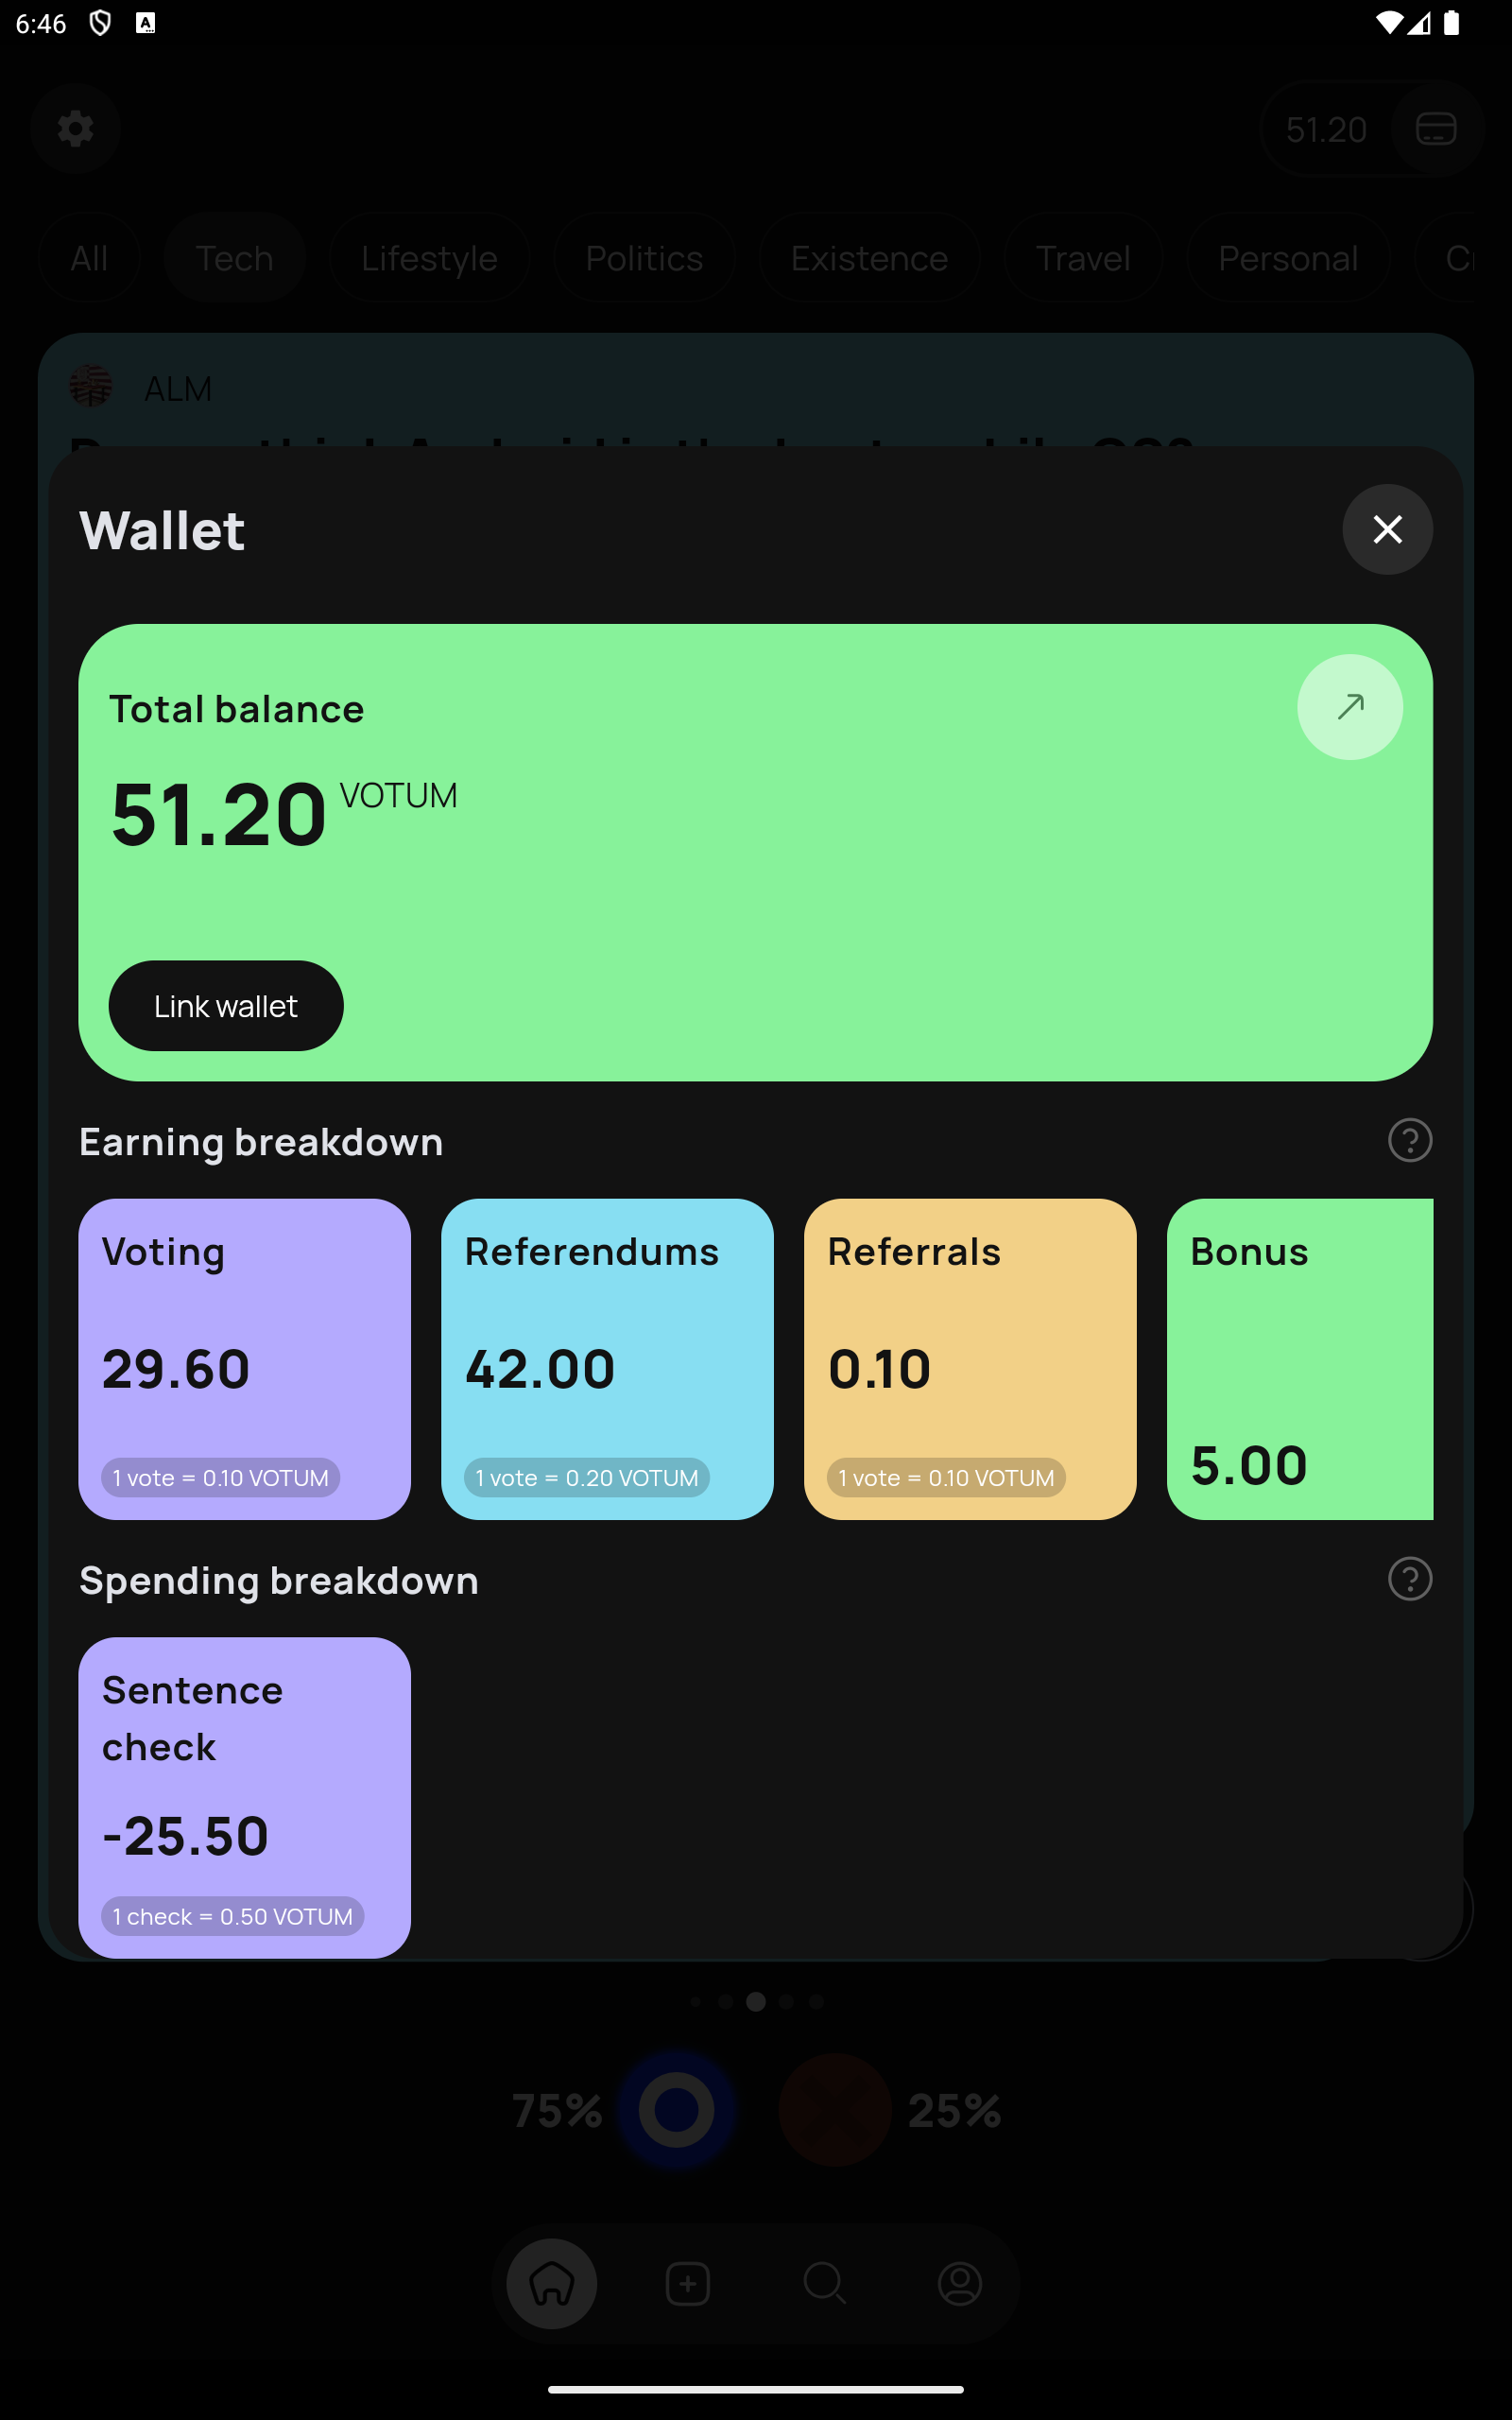 6:46
51.20
All Tech Lifestyle Politics Existence Travel Personal
ALM
Wallet
Total balance
51.20 VOTUM
Link wallet
Earning breakdown
Voting
29.60
1 vote = 0.10 VOTUM
Referendums
42.00
1 vote = 0.20 VOTUM
Referrals
0.10
1 vote = 0.10 VOTUM
Bonus
5.00
Spending breakdown
Sentence
check
-25.50
1 check = 0.50 VOTUM
75%
25%